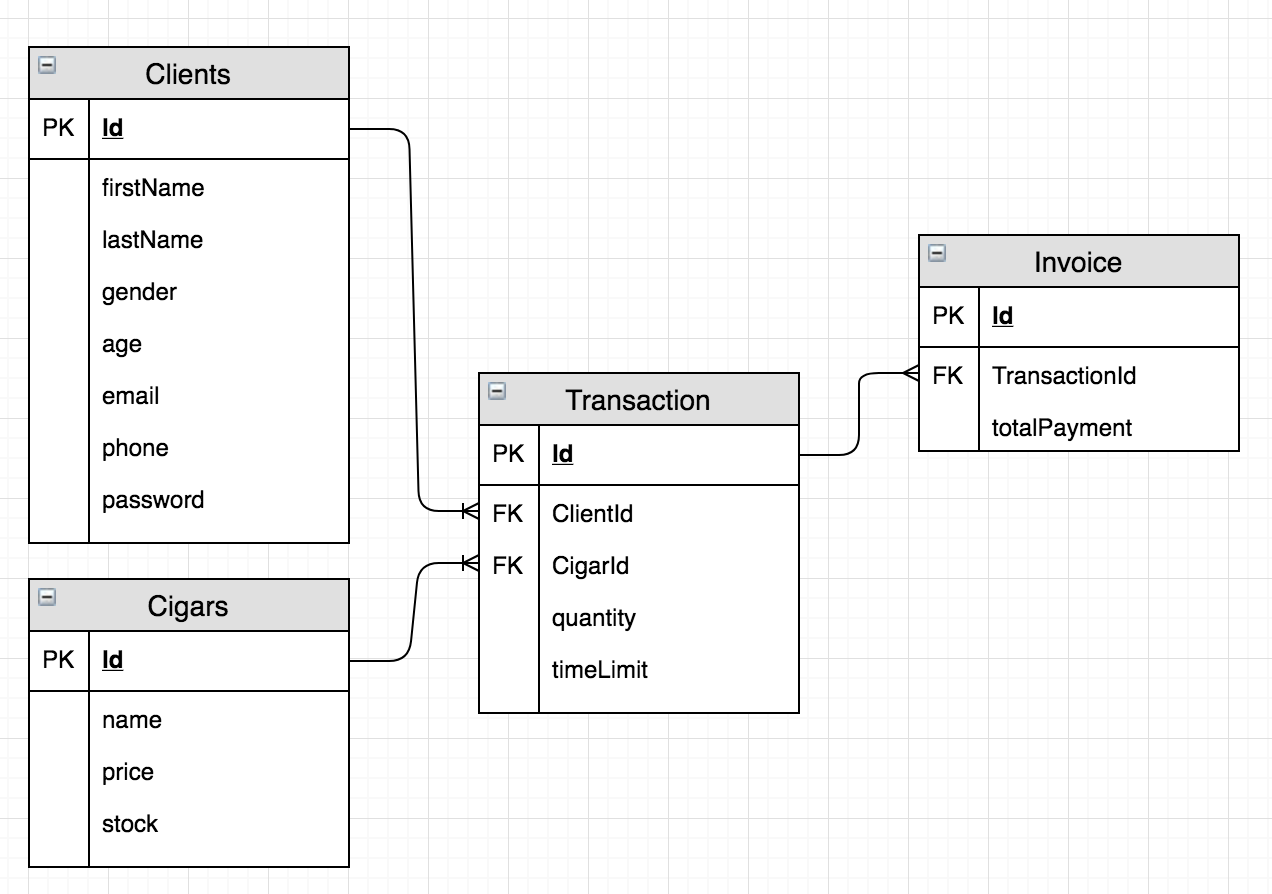 Clients
PK Id
firstName
lastName
gender
age
email
phone
password
Cigars
PK Id
name
price
stock
Transaction
PK Id
FK ClientId
FK CigarId
quantity
timeLimit
Invoice
PK Id
FK TransactionId
totalPayment